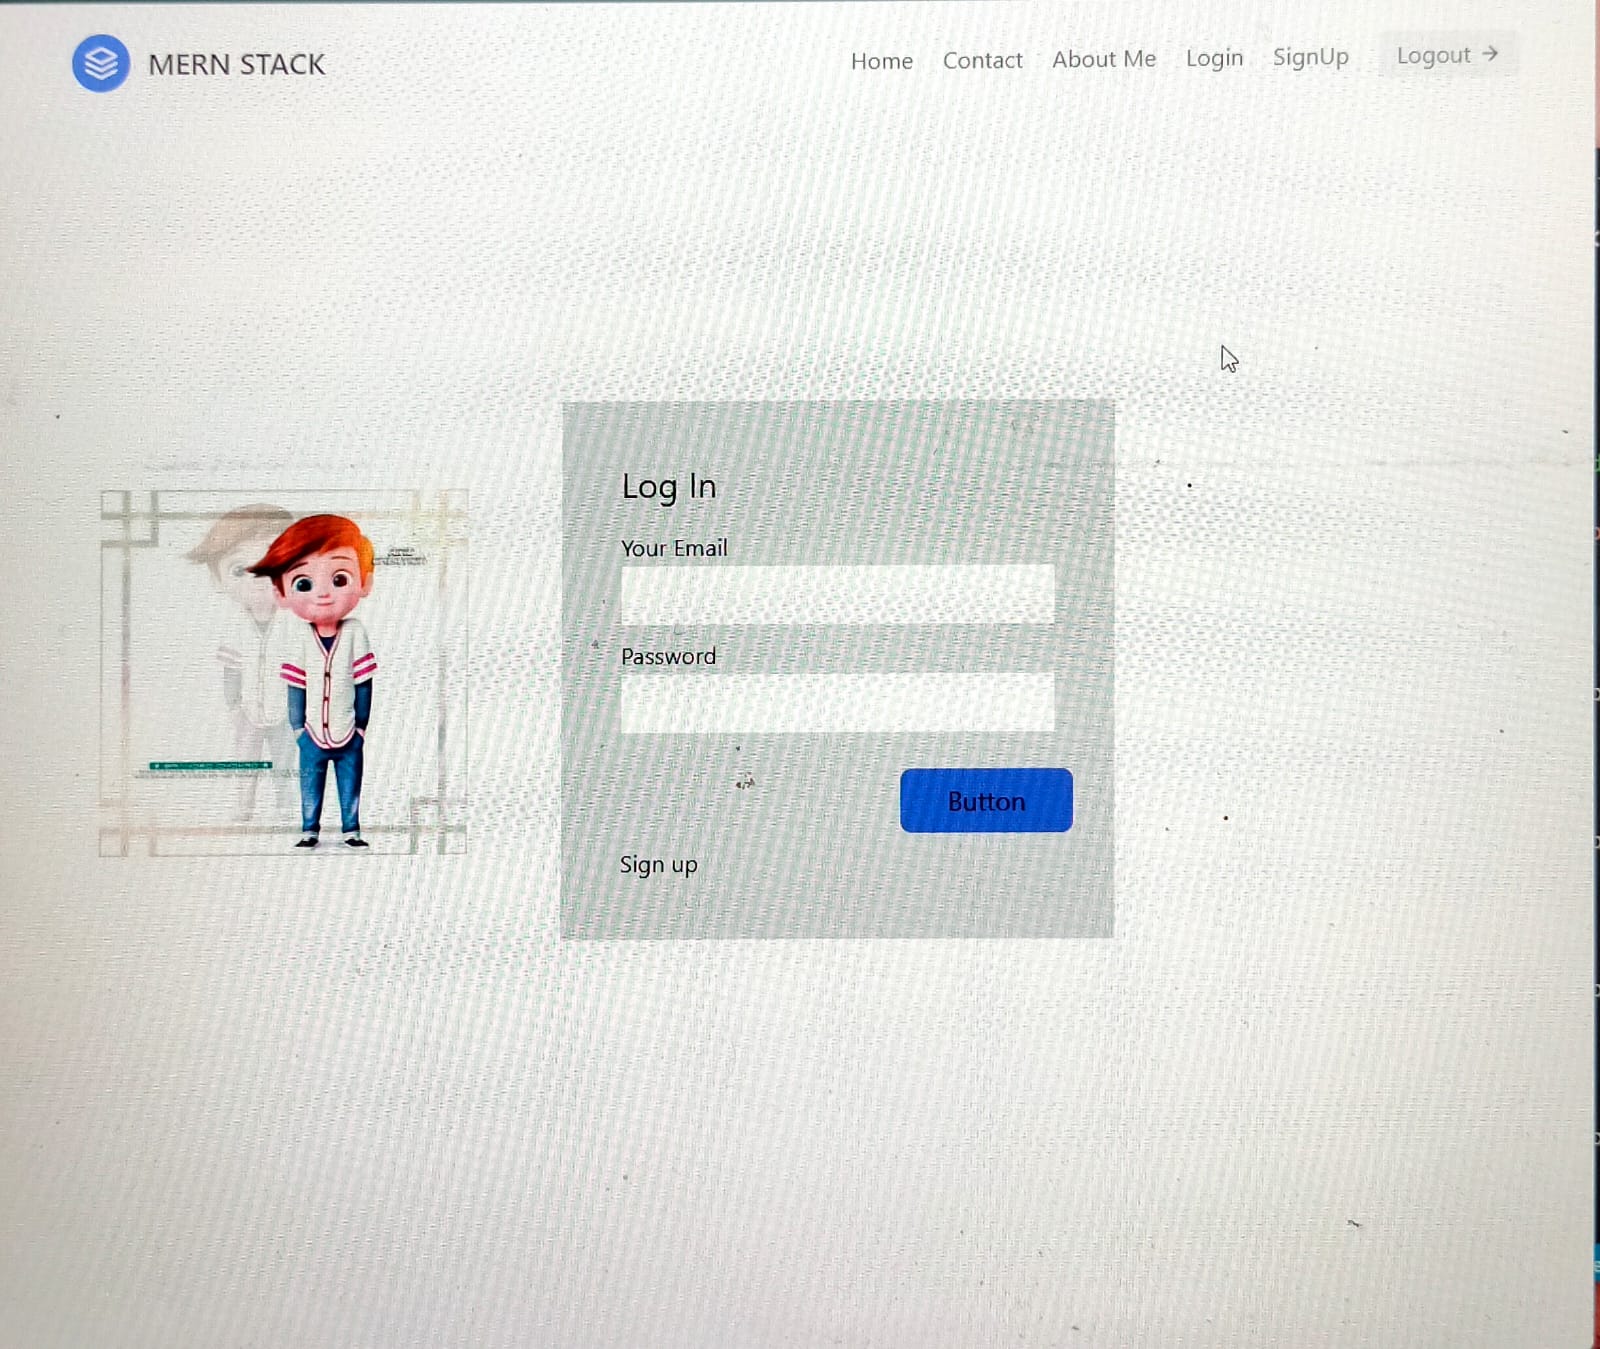 MERN STACK
Home Contact About Me Login SignUp Logout →
Log In
Your Email
Password
Button
Sign up